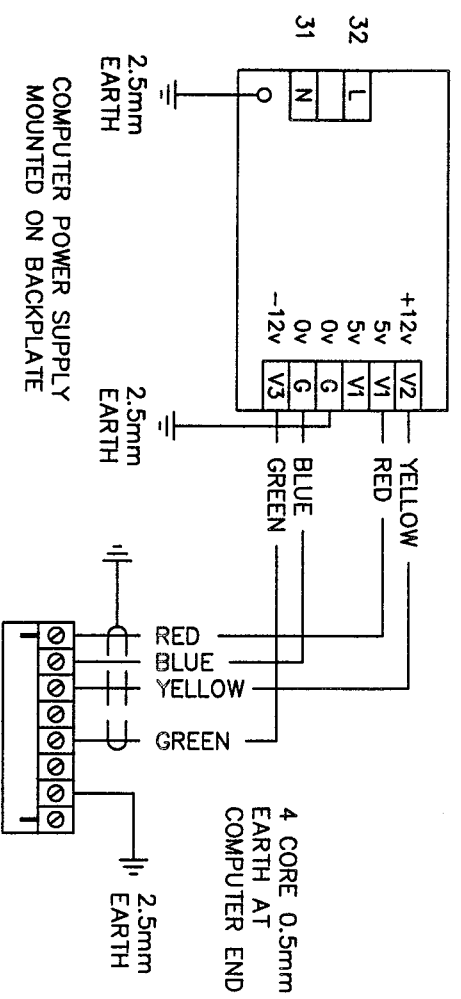 32
31
L
N
2.5mm
EARTH
COMPUTER POWER SUPPLY
MOUNTED ON BACKPLATE
+12v
5v
5v
0v
0v
-12v
V2
V1
V1
G
G
V3
2.5mm
EARTH
YELLOW
RED
BLUE
GREEN
RED
BLUE
YELLOW
GREEN
4 CORE 0.5mm
EARTH AT
COMPUTER END
2.5mm
EARTH